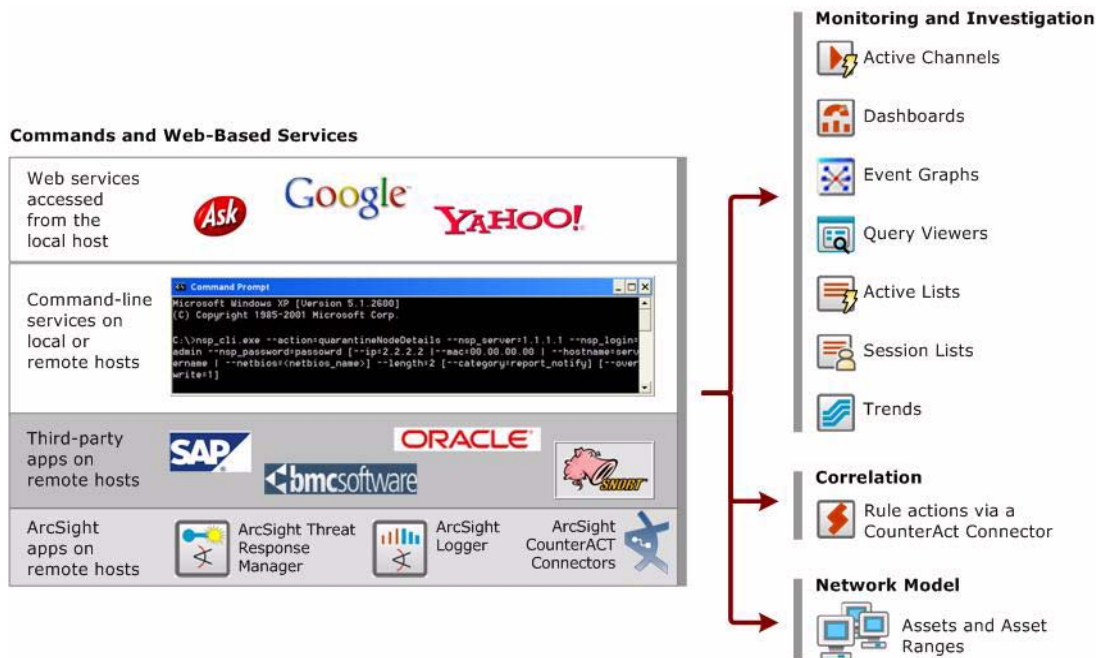 Commands and Web-Based Services
Web services
accessed
from the
local host
Ask
Google
YAHOO!
Command-line
services on
local or
remote hosts
Command Prompt
Microsoft Windows XP [Version 5.1.2600]
(C) Copyright 1985-2001 Microsoft Corp.
C:\>nsp_cli.exe --action=quarantineNodeDetails --nsp_server=1.1.1.1 --nsp_login=
admin --nsp_password=passowrd [--ip=2.2.2.2 |--mac=00.00.00.00 | --hostname=serv
ername | --netbios=<netbios_name>] --length=2 [--category=report_notify] [--over
write=1]
Third-party
apps on
remote hosts
SAP
ORACLE
bmcsoftware
SNORT
ArcSight
apps on
remote hosts
ArcSight Threat
Response
Manager
ArcSight
Logger
ArcSight
CounterACT
Connectors
Monitoring and Investigation
Active Channels
Dashboards
Event Graphs
Query Viewers
Active Lists
Session Lists
Trends
Correlation
Rule actions via a
CounterAct Connector
Network Model
Assets and Asset
Ranges